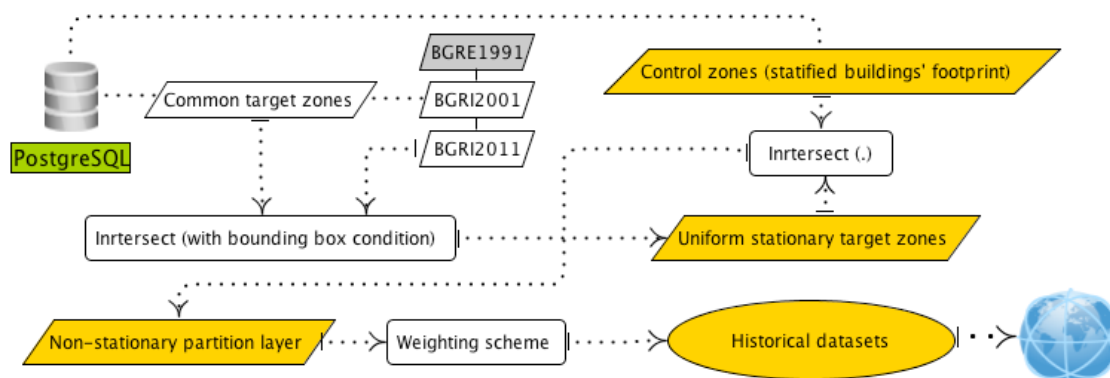 BGRE1991
Control zones (statified buildings' footprint)
Common target zones
BGRI2001
PostgreSQL
BGRI2011
Inrtersect (.)
Inrtersect (with bounding box condition)
Uniform stationary target zones
Non-stationary partition layer
Weighting scheme
Historical datasets